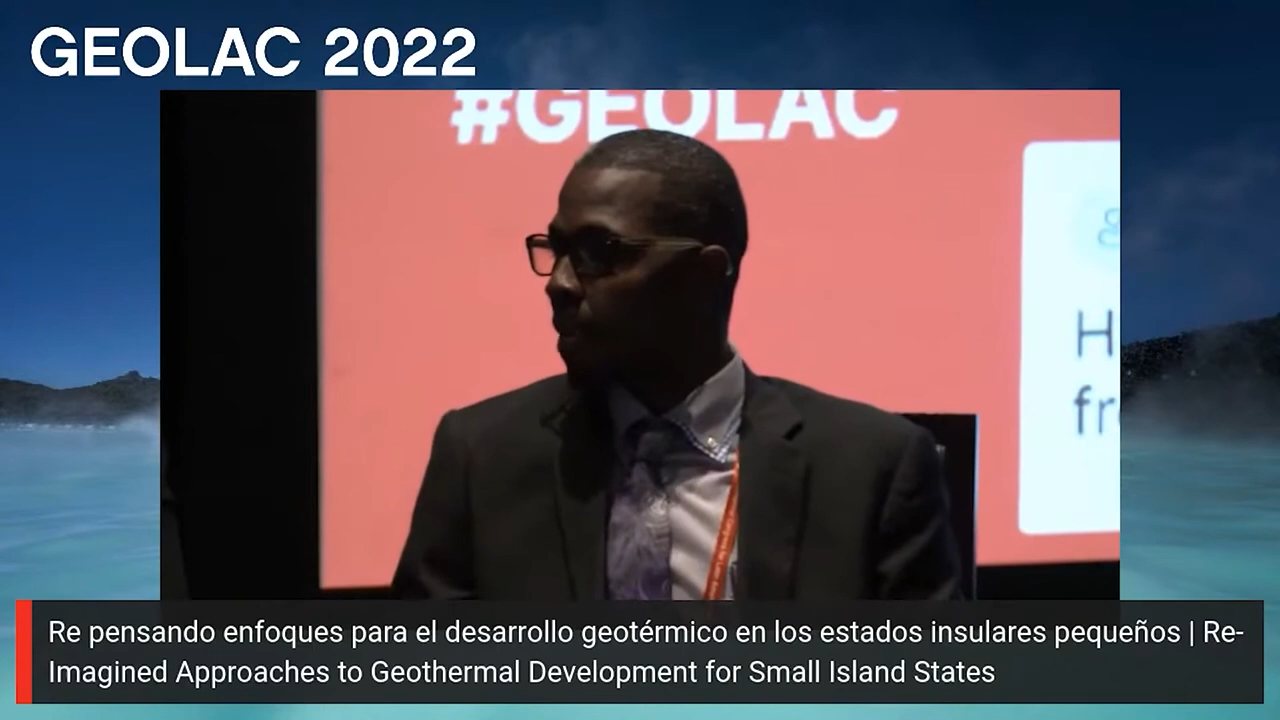 GEOLAC 2022
#GEOLAC
H
fr
Re pensando enfoques para el desarrollo geotérmico en los estados insulares pequeños | Re-
Imagined Approaches to Geothermal Development for Small Island States